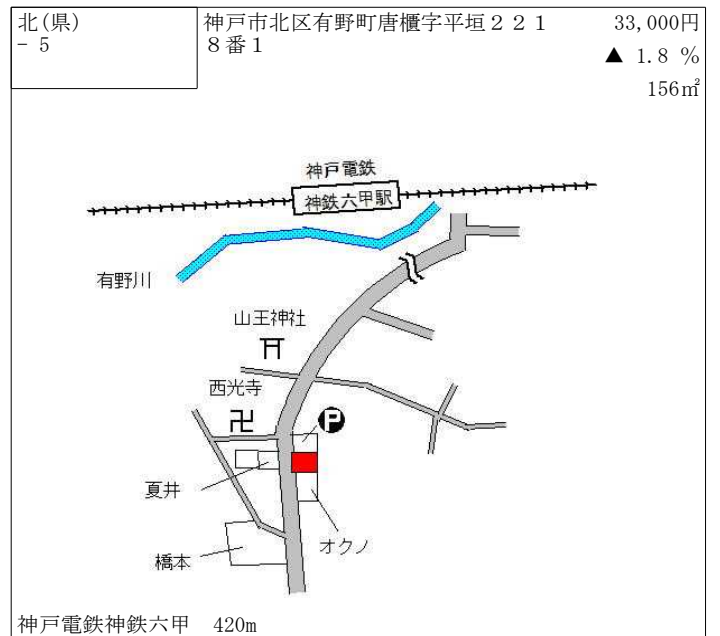 北(県)
- 5
神戸市北区有野町唐櫃字平垣２２１
８番１
33,000円
▲ 1.8 %
156㎡
神戸電鉄
神鉄六甲駅
有野川
山王神社
西光寺
卍
P
夏井
オクノ
橋本
神戸電鉄神鉄六甲 420m